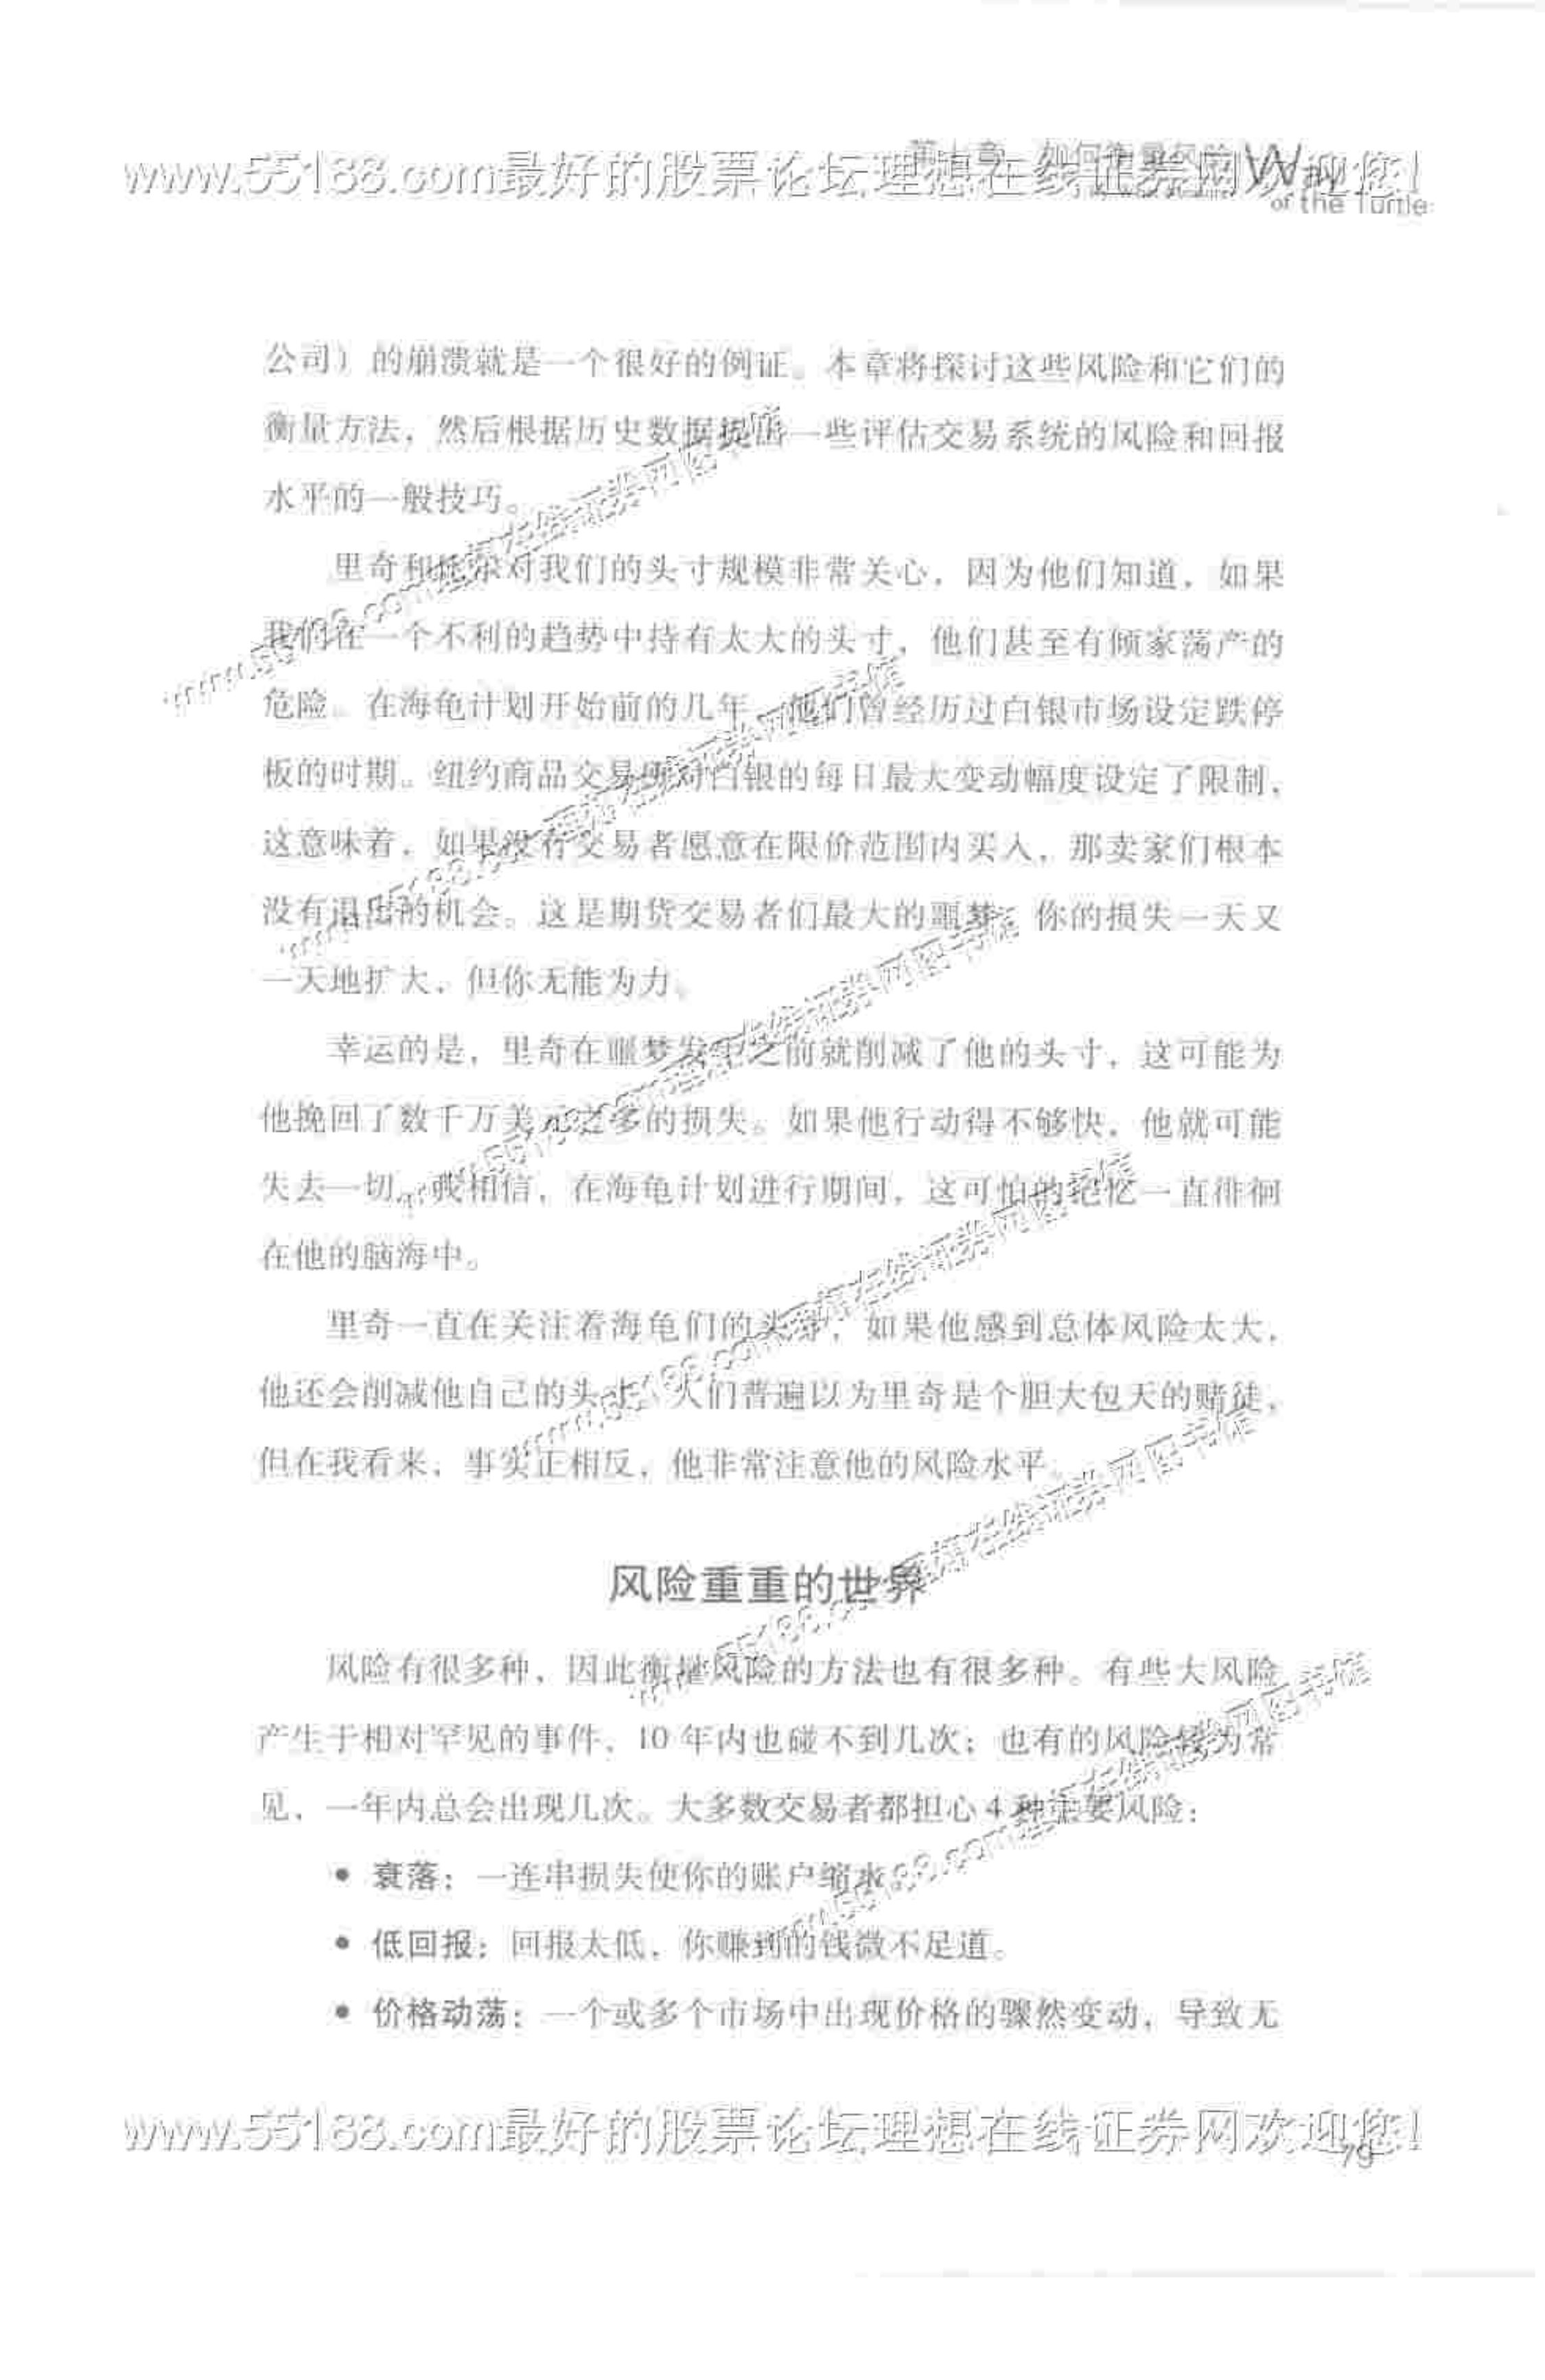 www.55188.com最好的股票论坛理想在线证券网欢迎您!
Way
of the Turtle
公司）的崩溃就是一个很好的例证。本章将探讨这些风险和它们的
衡量方法，然后根据历史数据提出一些评估交易系统的风险和回报
水平的一般技巧。
里奇和比尔对我们的头寸规模非常关心，因为他们知道，如果
我们在一个不利的趋势中持有太大的头寸，他们甚至有倾家荡产的
危险。在海龟计划开始前的几年，他们曾经历过白银市场设定跌停
板的时期。纽约商品交易所对白银的每日最大变动幅度设定了限制，
这意味着，如果没有交易者愿意在限价范围内买入，那卖家们根本
没有退出的机会。这是期货交易者们最大的噩梦：你的损失一天又
一天地扩大，但你无能为力。
幸运的是，里奇在噩梦发生之前就削减了他的头寸，这可能为
他挽回了数千万美元之多的损失。如果他行动得不够快，他就可能
失去一切。我相信，在海龟计划进行期间，这可怕的记忆一直徘徊
在他的脑海中。
里奇一直在关注着海龟们的头寸，如果他感到总体风险太大，
他还会削减他自己的头寸。人们普遍以为里奇是个胆大包天的赌徒，
但在我看来，事实正相反，他非常注意他的风险水平。
风险重重的世界
风险有很多种，因此衡量风险的方法也有很多种。有些大风险
产生于相对罕见的事件，10 年内也碰不到几次；也有的风险较为常
见，一年内总会出现几次。大多数交易者都担心 4 种主要风险：
• 衰落：一连串损失使你的账户缩水。
• 低回报：回报太低，你赚到的钱微不足道。
• 价格动荡：一个或多个市场中出现价格的骤然变动，导致无
www.55188.com最好的股票论坛理想在线证券网欢迎您!
79